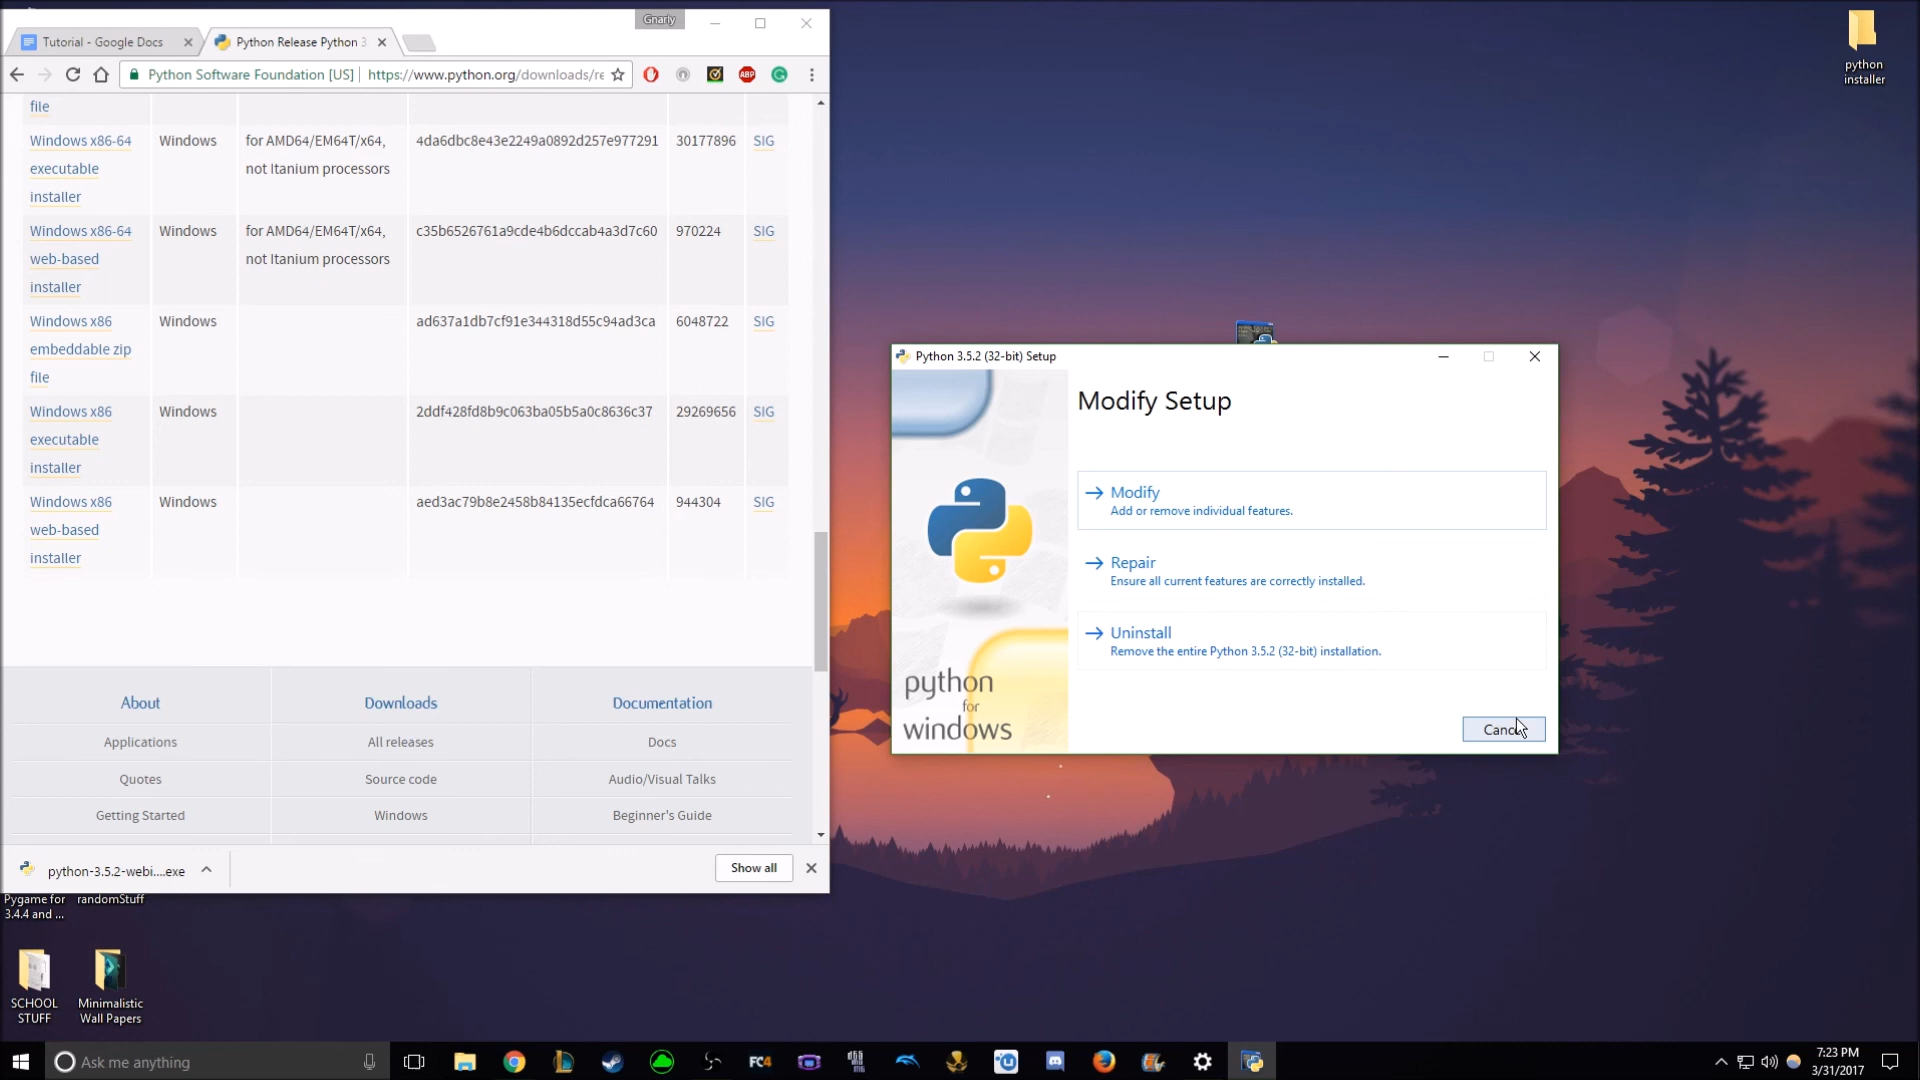 Gnarly
Tutorial - Google Docs
Python Release Python 3
Python Software Foundation [US]
https://www.python.org/downloads/re
ABP
file
Windows x86-64
executable
installer
Windows
for AMD64/EM64T/x64,
not Itanium processors
4da6dbc8e43e2249a0892d257e977291
30177896
SIG
Windows x86-64
web-based
installer
Windows
for AMD64/EM64T/x64,
not Itanium processors
c35b6526761a9cde4b6dccab4a3d7c60
970224
SIG
Windows x86
embeddable zip
file
Windows
ad637a1db7cf91e344318d55c94ad3ca
6048722
SIG
Windows x86
executable
installer
Windows
2ddf428fd8b9c063ba05b5a0c8636c37
29269656
SIG
Windows x86
web-based
installer
Windows
aed3ac79b8e2458b84135ecfdca66764
944304
SIG
About
Downloads
Documentation
Applications
All releases
Docs
Quotes
Source code
Audio/Visual Talks
Getting Started
Windows
Beginner's Guide
python-3.5.2-webi....exe
Show all
python
installer
Python 3.5.2 (32-bit) Setup
Modify Setup
Modify
Add or remove individual features.
Repair
Ensure all current features are correctly installed.
Uninstall
Remove the entire Python 3.5.2 (32-bit) installation.
python
for
windows
Cancel
Pygame for
3.4.4 and ...
randomStuff
SCHOOL
STUFF
Minimalistic
Wall Papers
Ask me anything
FC4
7:23 PM
3/31/2017